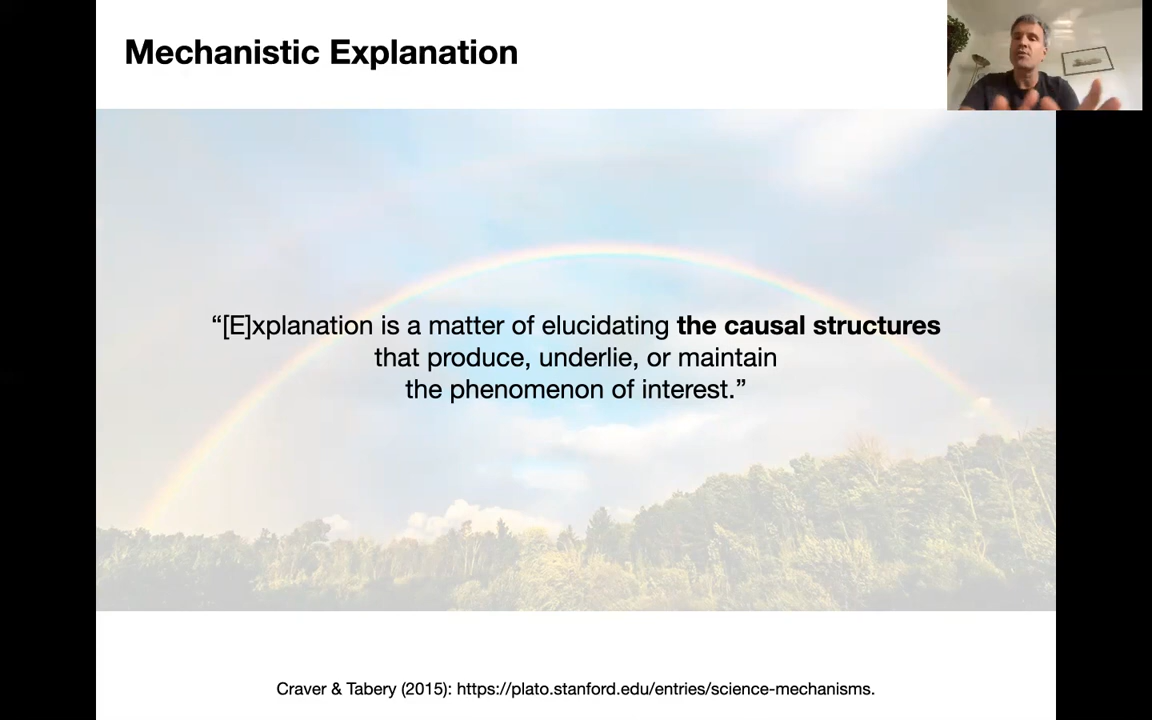 Mechanistic Explanation
“[E]xplanation is a matter of elucidating the causal structures
that produce, underlie, or maintain
the phenomenon of interest.”
Craver & Tabery (2015): https://plato.stanford.edu/entries/science-mechanisms.